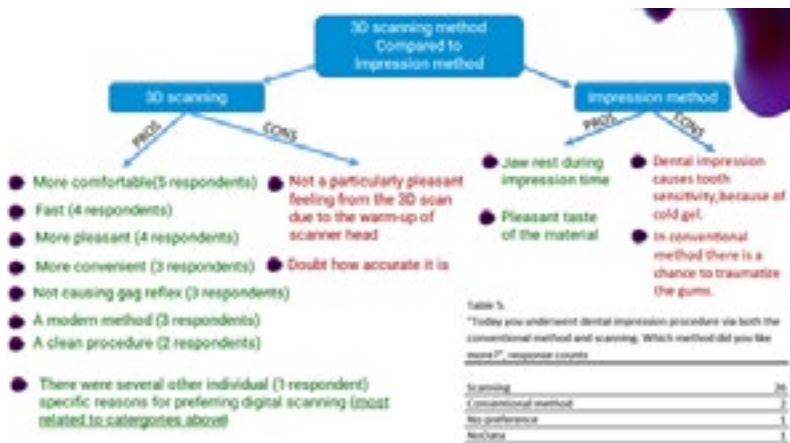 3D scanning method
Compared to
Impression method
3D scanning
Impression method
PROS
CONS
PROS
CONS
More comfortable(5 respondents)
Fast (4 respondents)
More pleasant (4 respondents)
More convenient (3 respondents)
Not causing gag reflex (3 respondents)
A modern method (3 respondents)
A clean procedure (2 respondents)
There were several other individual (1 respondent)
specific reasons for preferring digital scanning (most
related to catergories above)
Not a particularly pleasant
feeling from the 3D scan
due to the warm-up of
scanner head
Doubt how accurate it is
Jaw rest during
impression time
Pleasant taste
of the material
Dental impression
causes tooth
sensitivity,because of
cold gel.
In conventional
method there is a
chance to traumatize
the gums.
Table 5.
"Today you underwent dental impression procedure via both the
conventional method and scanning. Which method did you like
more?", response counts
Scanning 26
Conventional method 2
No preference 1
NoData 1